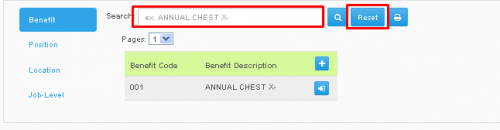 Benefit
Position
Location
Job-Level
Search: ex. ANNUAL CHEST X- Reset
Pages: 1
Benefit Code Benefit Description
001 ANNUAL CHEST X-